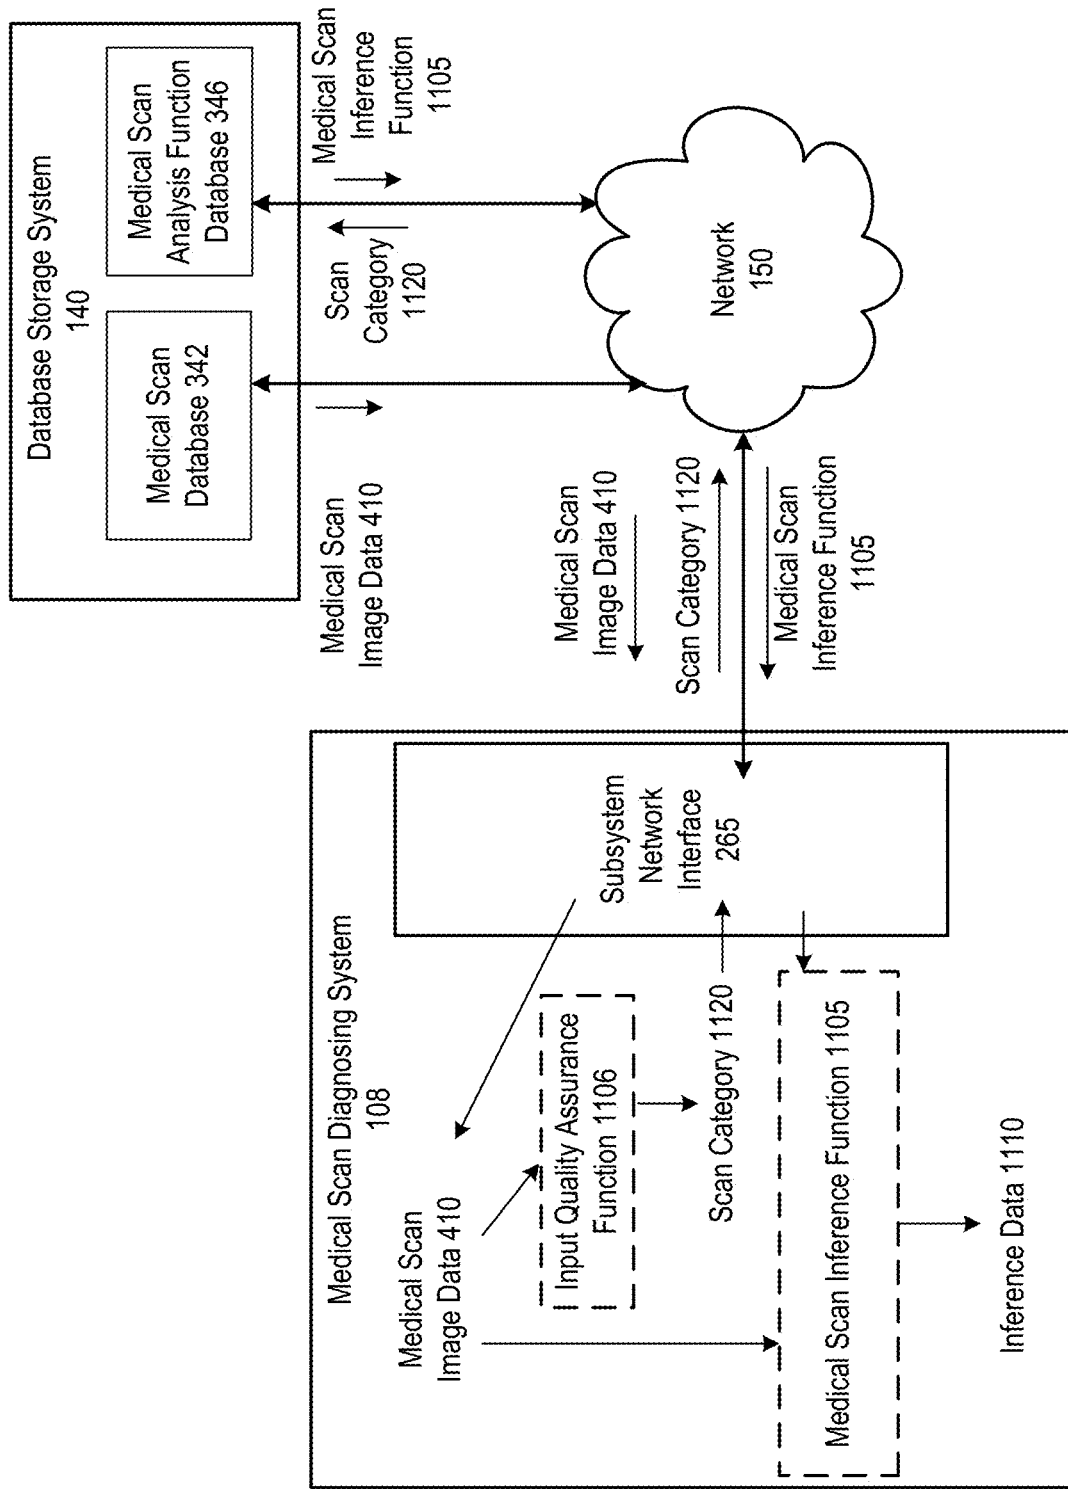 Database Storage System
140
Medical Scan
Database 342
Medical Scan
Analysis Function
Database 346
Medical Scan
Image Data 410
Scan
Category
1120
Medical Scan
Inference
Function
1105
Network
150
Medical Scan
Image Data 410
Scan Category 1120
Medical Scan
Inference Function
1105
Medical Scan Diagnosing System
108
Subsystem
Network
Interface
265
Medical Scan
Image Data 410
Input Quality Assurance
Function 1106
Scan Category 1120
Medical Scan Inference Function 1105
Inference Data 1110